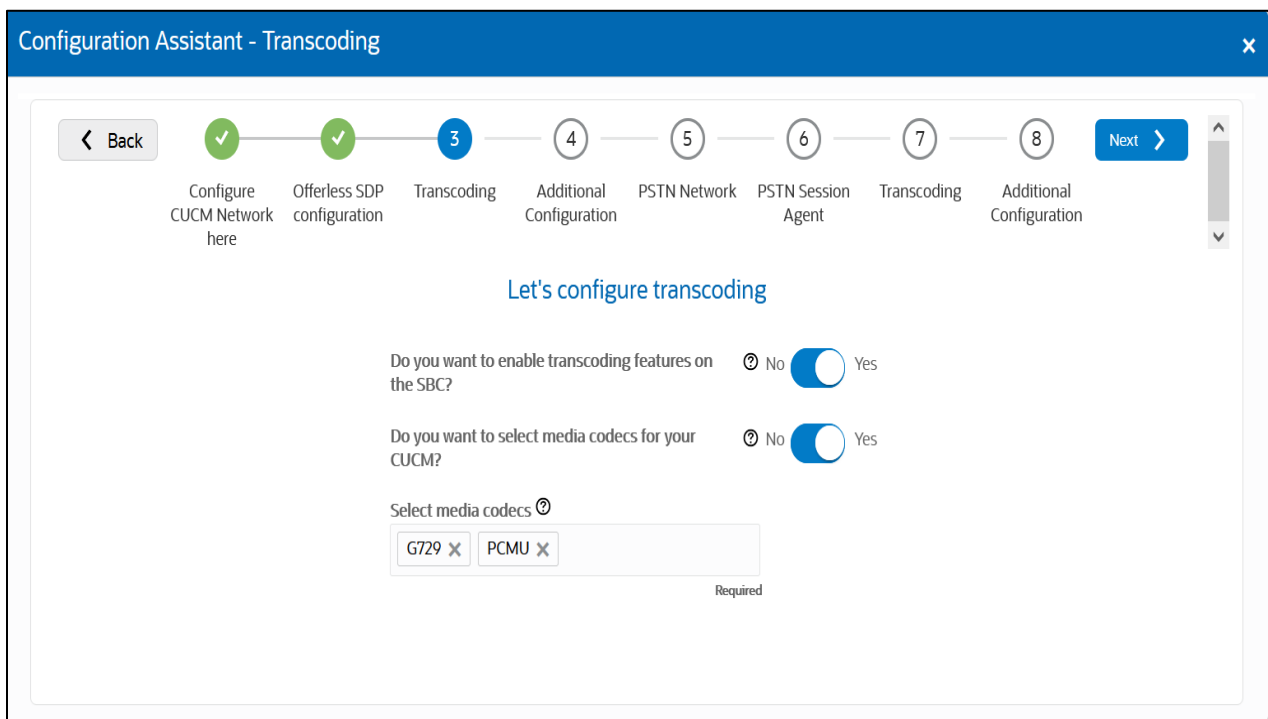 Configuration Assistant - Transcoding
×
Back
3
4
5
6
7
8
Next
Configure
CUCM Network
here
Offerless SDP
configuration
Transcoding
Additional
Configuration
PSTN Network
PSTN Session
Agent
Transcoding
Additional
Configuration
Let's configure transcoding
Do you want to enable transcoding features on
the SBC?
? No Yes
Do you want to select media codecs for your
CUCM?
? No Yes
Select media codecs ?
G729 × PCMU ×
Required